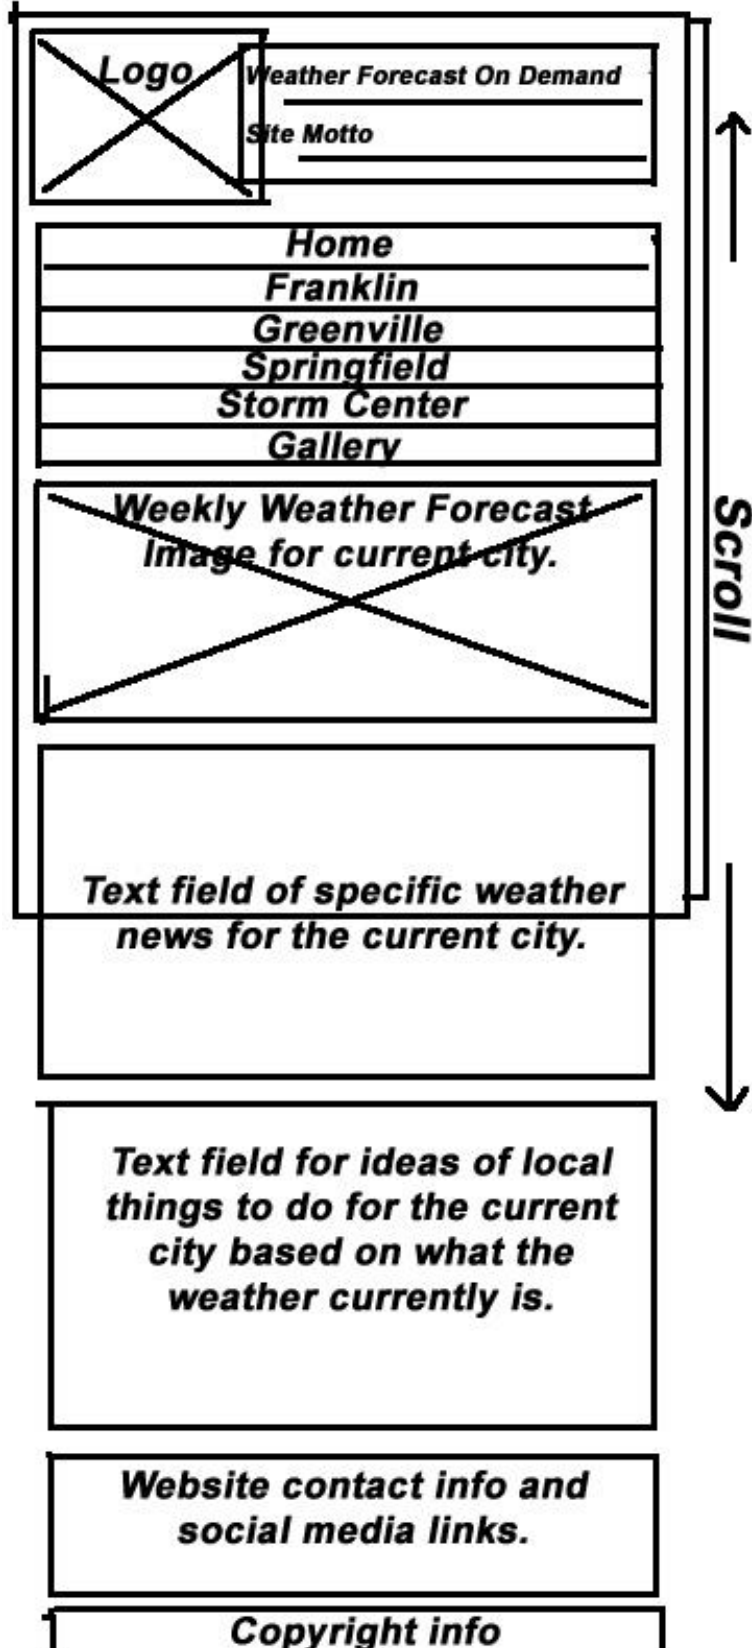 Logo
Weather Forecast On Demand
Site Motto
Home
Franklin
Greenville
Springfield
Storm Center
Gallery
Weekly Weather Forecast
Image for current city.
Scroll
Text field of specific weather
news for the current city.
Text field for ideas of local
things to do for the current
city based on what the
weather currently is.
Website contact info and
social media links.
Copyright info